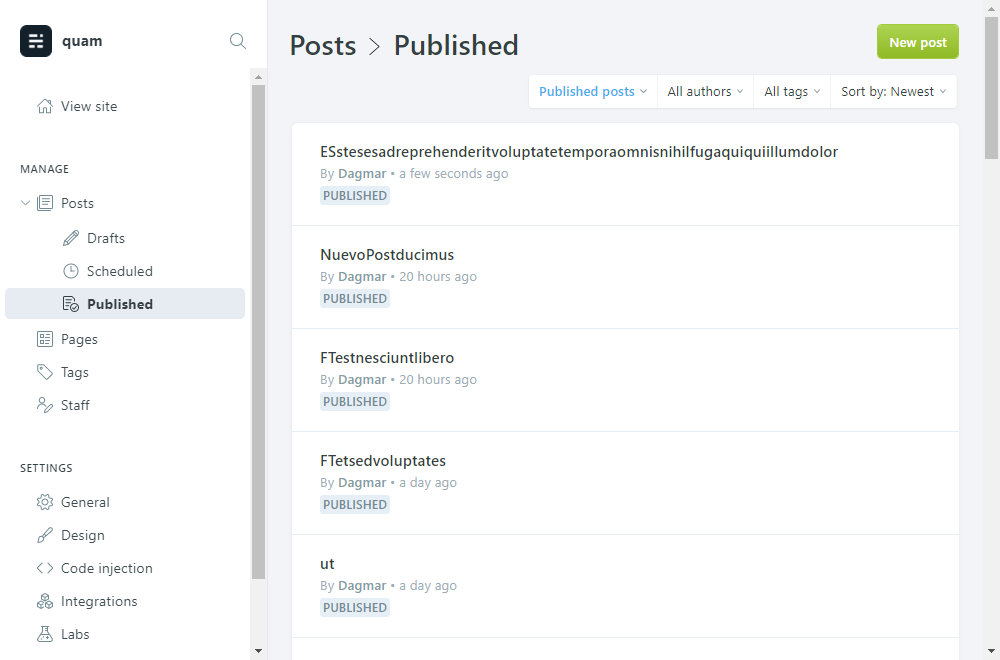 quam
View site
MANAGE
Posts
Drafts
Scheduled
Published
Pages
Tags
Staff
SETTINGS
General
Design
Code injection
Integrations
Labs
Posts > Published
New post
Published posts
All authors
All tags
Sort by: Newest
ESstesesadreprehenderitvoluptatetemporaomnisnihilfugaquiquiillumdolor
By Dagmar • a few seconds ago
PUBLISHED
NuevoPostducimus
By Dagmar • 20 hours ago
PUBLISHED
FTestnesciuntlibero
By Dagmar • 20 hours ago
PUBLISHED
FTetsedvoluptates
By Dagmar • a day ago
PUBLISHED
ut
By Dagmar • a day ago
PUBLISHED